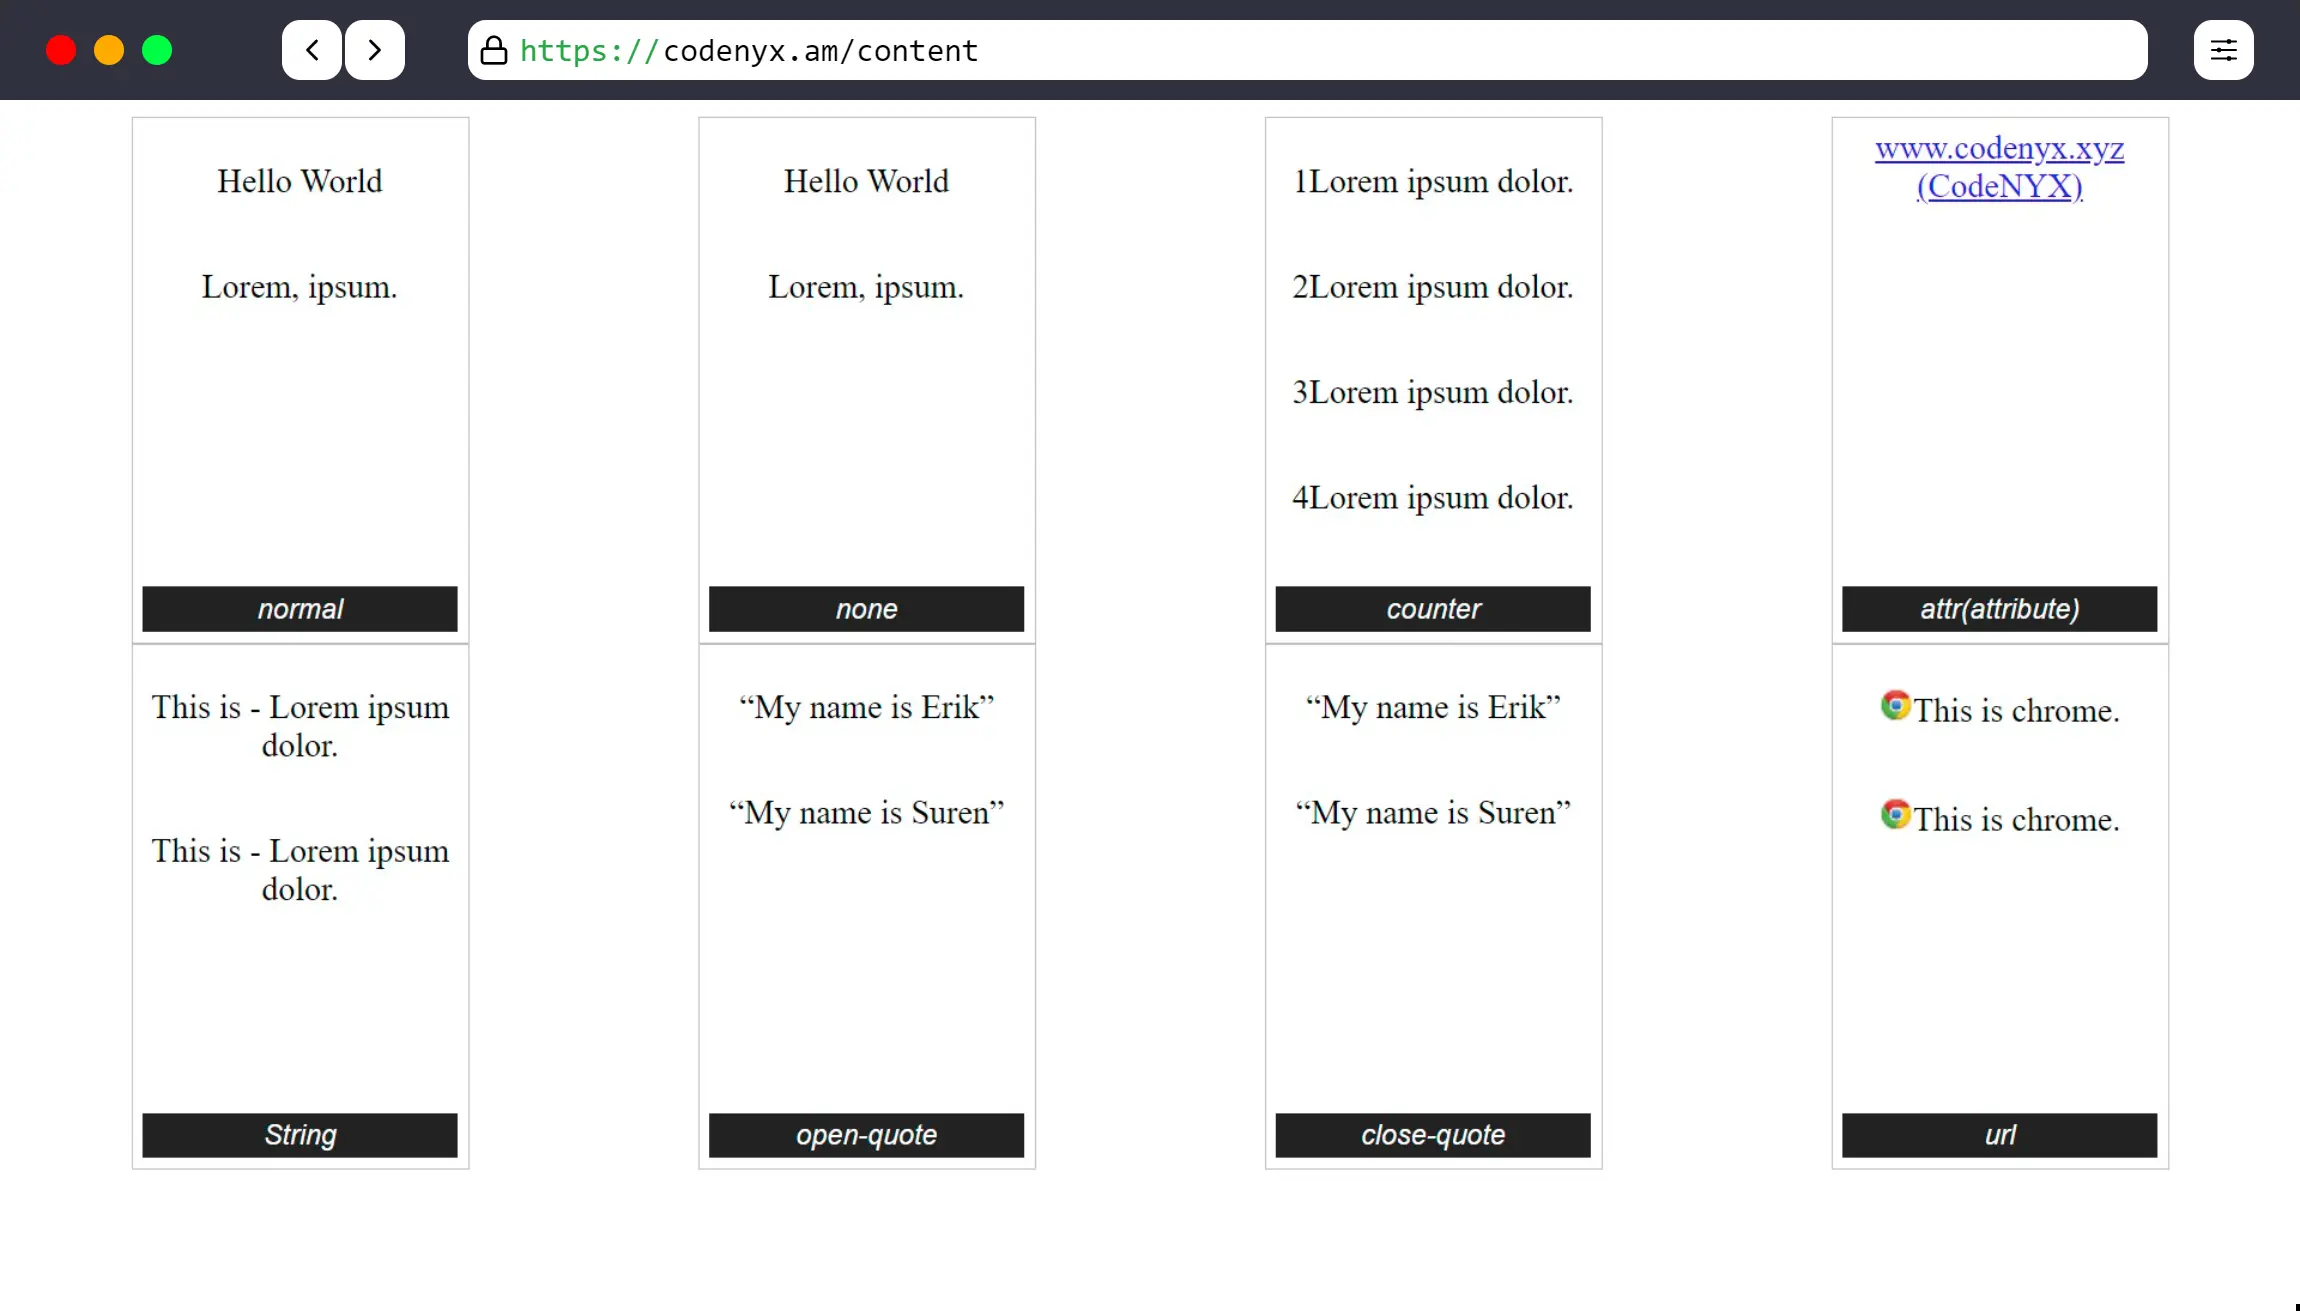 https://codenyx.am/content
Hello World
Lorem, ipsum.
normal
Hello World
Lorem, ipsum.
none
1Lorem ipsum dolor.
2Lorem ipsum dolor.
3Lorem ipsum dolor.
4Lorem ipsum dolor.
counter
www.codenyx.xyz
(CodeNYX)
attr(attribute)
This is - Lorem ipsum
dolor.
This is - Lorem ipsum
dolor.
String
“My name is Erik”
“My name is Suren”
open-quote
“My name is Erik”
“My name is Suren”
close-quote
This is chrome.
This is chrome.
url